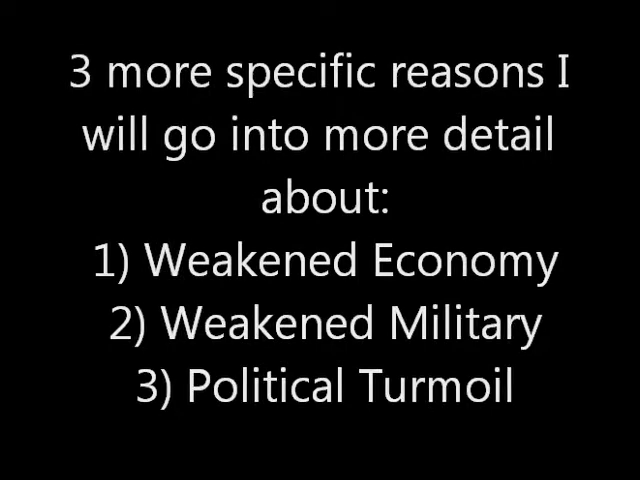 3 more specific reasons I
will go into more detail
about:
1) Weakened Economy
2) Weakened Military
3) Political Turmoil